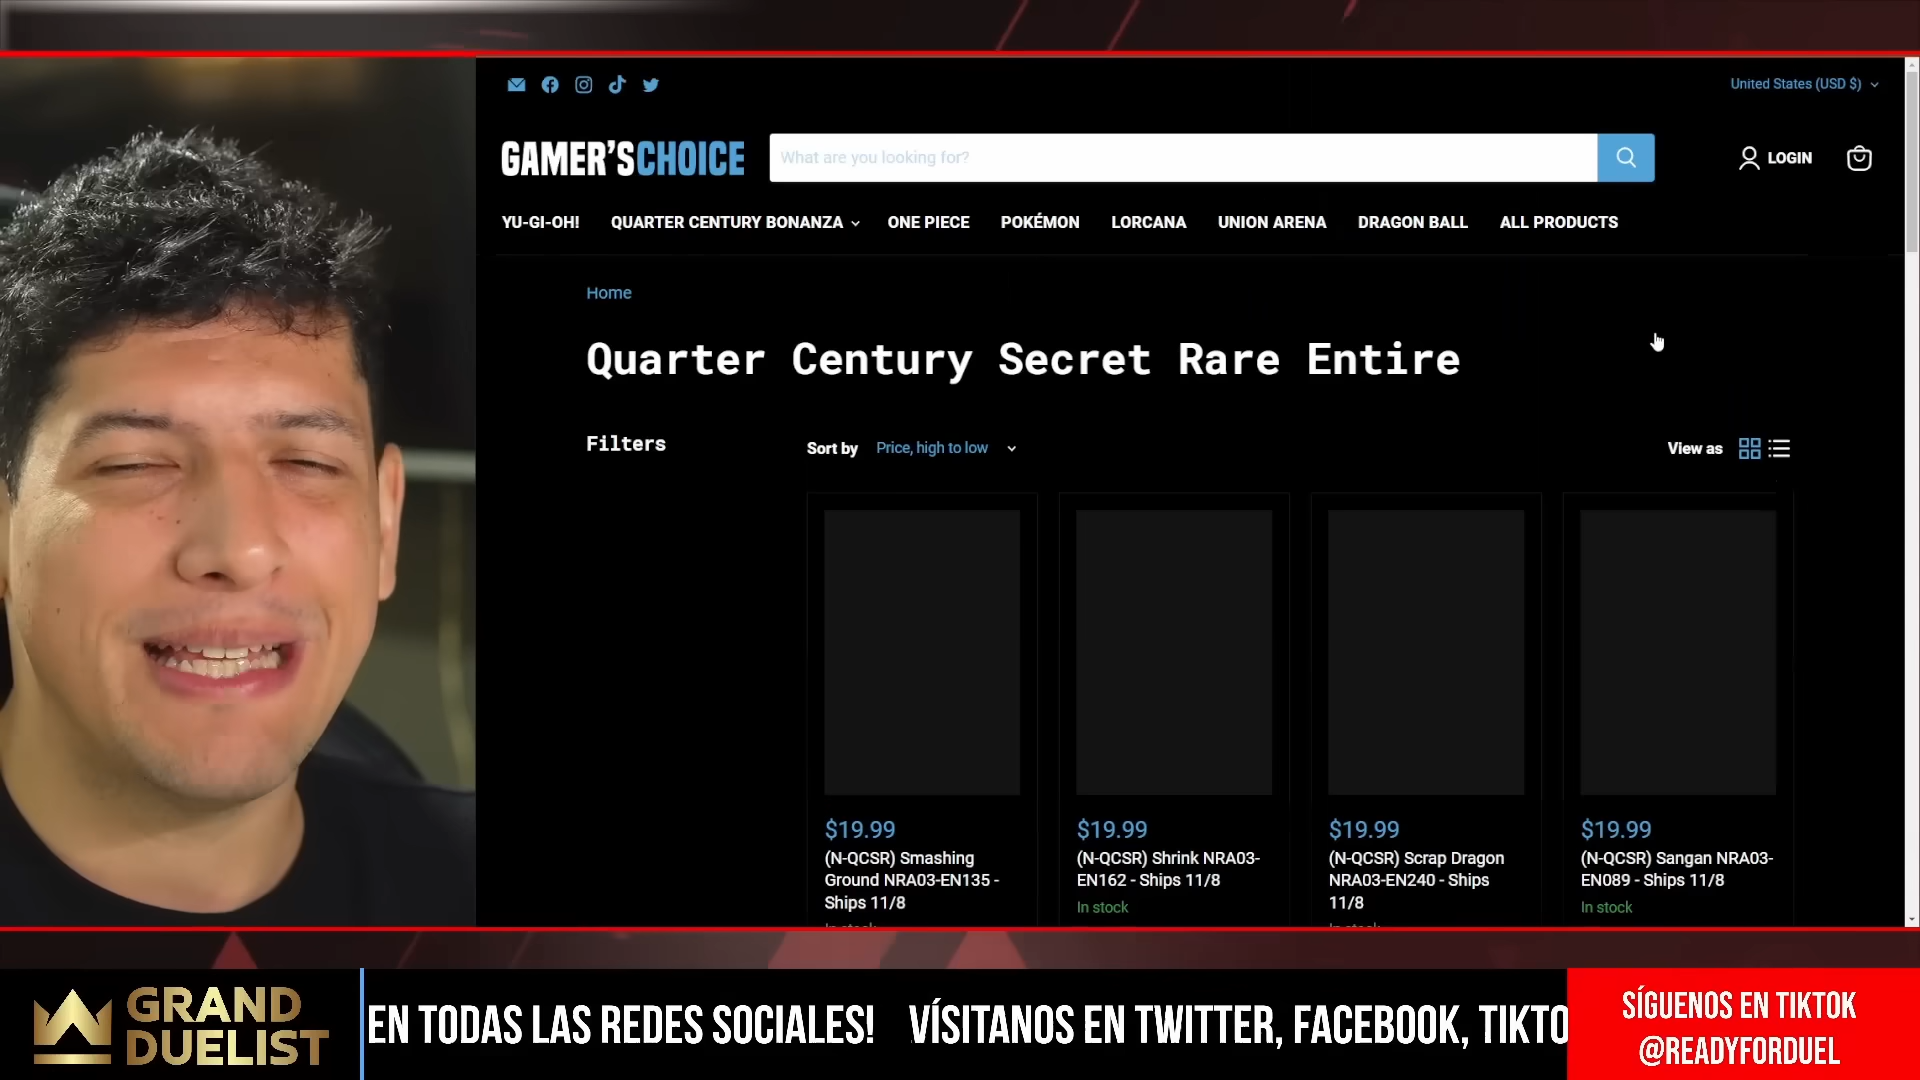 United States (USD $)
GAMER'SCHOICE
What are you looking for?
LOGIN
YU-GI-OH!
QUARTER CENTURY BONANZA
ONE PIECE
POKÉMON
LORCANA
UNION ARENA
DRAGON BALL
ALL PRODUCTS
Home
Quarter Century Secret Rare Entire
Filters
Sort by Price, high to low
View as
$19.99
(N-QCSR) Smashing
Ground NRA03-EN135 -
Ships 11/8
In stock
$19.99
(N-QCSR) Shrink NRA03-
EN162 - Ships 11/8
In stock
$19.99
(N-QCSR) Scrap Dragon
NRA03-EN240 - Ships
11/8
In stock
$19.99
(N-QCSR) Sangan NRA03-
EN089 - Ships 11/8
In stock
GRAND
DUELIST
EN TODAS LAS REDES SOCIALES! VÍSITANOS EN TWITTER, FACEBOOK, TIKTO
SÍGUENOS EN TIKTOK
@READYFORDUEL